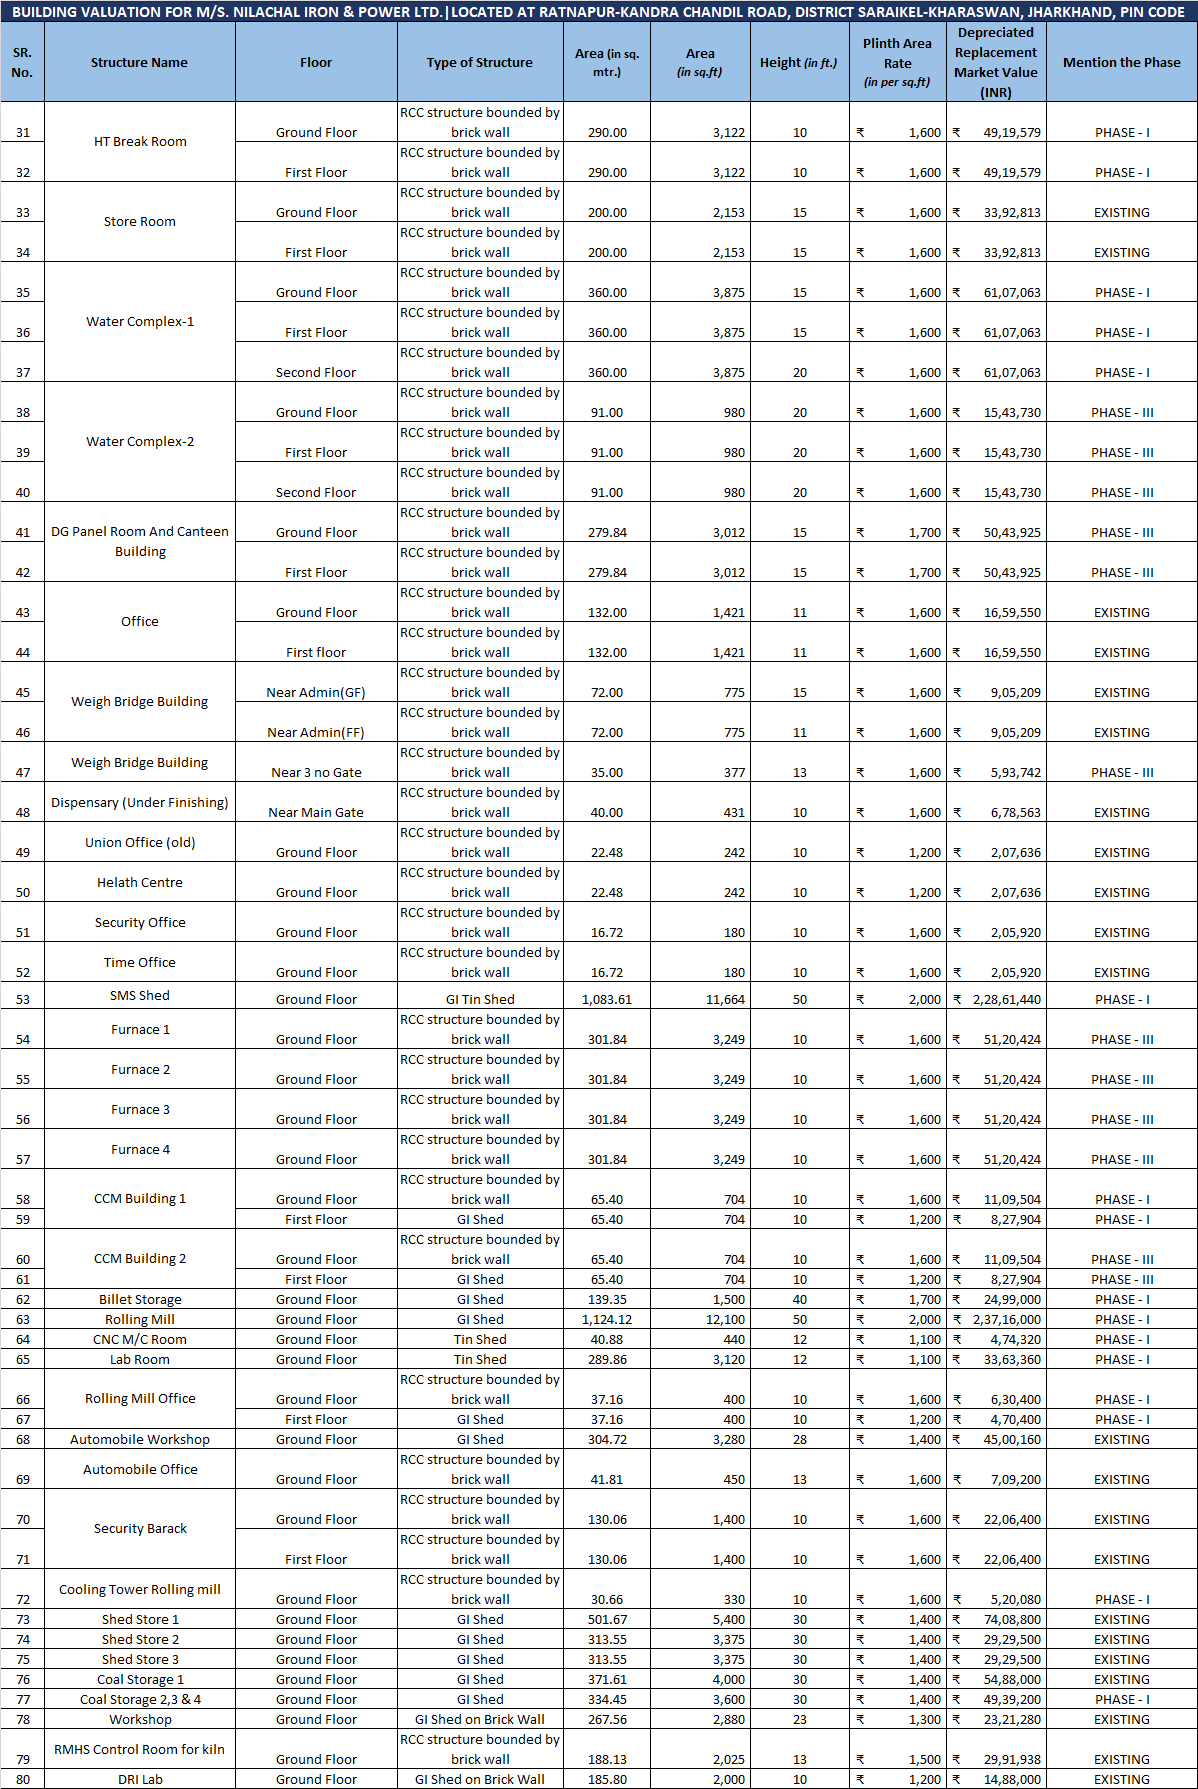 BUILDING VALUATION FOR M/S. NILACHAL IRON & POWER LTD.|LOCATED AT RATNAPUR-KANDRA CHANDIL ROAD, DISTRICT SARAIKEL-KHARASWAN, JHARKHAND, PIN CODE
SR. No. | Structure Name | Floor | Type of Structure | Area (in sq. mtr.) | Area (in sq.ft) | Height (in ft.) | Plinth Area Rate (in per sq.ft) | Depreciated Replacement Market Value (INR) | Mention the Phase
31 | HT Break Room | Ground Floor | RCC structure bounded by brick wall | 290.00 | 3,122 | 10 | ₹ 1,600 | ₹ 49,19,579 | PHASE - I
32 | First Floor | RCC structure bounded by brick wall | 290.00 | 3,122 | 10 | ₹ 1,600 | ₹ 49,19,579 | PHASE - I
33 | Store Room | Ground Floor | RCC structure bounded by brick wall | 200.00 | 2,153 | 15 | ₹ 1,600 | ₹ 33,92,813 | EXISTING
34 | First Floor | RCC structure bounded by brick wall | 200.00 | 2,153 | 15 | ₹ 1,600 | ₹ 33,92,813 | EXISTING
35 | Water Complex-1 | Ground Floor | RCC structure bounded by brick wall | 360.00 | 3,875 | 15 | ₹ 1,600 | ₹ 61,07,063 | PHASE - I
36 | First Floor | RCC structure bounded by brick wall | 360.00 | 3,875 | 15 | ₹ 1,600 | ₹ 61,07,063 | PHASE - I
37 | Second Floor | RCC structure bounded by brick wall | 360.00 | 3,875 | 20 | ₹ 1,600 | ₹ 61,07,063 | PHASE - I
38 | Water Complex-2 | Ground Floor | RCC structure bounded by brick wall | 91.00 | 980 | 20 | ₹ 1,600 | ₹ 15,43,730 | PHASE - III
39 | First Floor | RCC structure bounded by brick wall | 91.00 | 980 | 20 | ₹ 1,600 | ₹ 15,43,730 | PHASE - III
40 | Second Floor | RCC structure bounded by brick wall | 91.00 | 980 | 20 | ₹ 1,600 | ₹ 15,43,730 | PHASE - III
41 | DG Panel Room And Canteen Building | Ground Floor | RCC structure bounded by brick wall | 279.84 | 3,012 | 15 | ₹ 1,700 | ₹ 50,43,925 | PHASE - III
42 | First Floor | RCC structure bounded by brick wall | 279.84 | 3,012 | 15 | ₹ 1,700 | ₹ 50,43,925 | PHASE - III
43 | Office | Ground Floor | RCC structure bounded by brick wall | 132.00 | 1,421 | 11 | ₹ 1,600 | ₹ 16,59,550 | EXISTING
44 | First floor | RCC structure bounded by brick wall | 132.00 | 1,421 | 11 | ₹ 1,600 | ₹ 16,59,550 | EXISTING
45 | Weigh Bridge Building | Near Admin(GF) | RCC structure bounded by brick wall | 72.00 | 775 | 15 | ₹ 1,600 | ₹ 9,05,209 | EXISTING
46 | Near Admin(FF) | RCC structure bounded by brick wall | 72.00 | 775 | 11 | ₹ 1,600 | ₹ 9,05,209 | EXISTING
47 | Weigh Bridge Building | Near 3 no Gate | RCC structure bounded by brick wall | 35.00 | 377 | 13 | ₹ 1,600 | ₹ 5,93,742 | PHASE - III
48 | Dispensary (Under Finishing) | Near Main Gate | RCC structure bounded by brick wall | 40.00 | 431 | 10 | ₹ 1,600 | ₹ 6,78,563 | EXISTING
49 | Union Office (old) | Ground Floor | RCC structure bounded by brick wall | 22.48 | 242 | 10 | ₹ 1,200 | ₹ 2,07,636 | EXISTING
50 | Helath Centre | Ground Floor | RCC structure bounded by brick wall | 22.48 | 242 | 10 | ₹ 1,200 | ₹ 2,07,636 | EXISTING
51 | Security Office | Ground Floor | RCC structure bounded by brick wall | 16.72 | 180 | 10 | ₹ 1,600 | ₹ 2,05,920 | EXISTING
52 | Time Office | Ground Floor | RCC structure bounded by brick wall | 16.72 | 180 | 10 | ₹ 1,600 | ₹ 2,05,920 | EXISTING
53 | SMS Shed | Ground Floor | GI Tin Shed | 1,083.61 | 11,664 | 50 | ₹ 2,000 | ₹ 2,28,61,440 | PHASE - I
54 | Furnace 1 | Ground Floor | RCC structure bounded by brick wall | 301.84 | 3,249 | 10 | ₹ 1,600 | ₹ 51,20,424 | PHASE - III
55 | Furnace 2 | Ground Floor | RCC structure bounded by brick wall | 301.84 | 3,249 | 10 | ₹ 1,600 | ₹ 51,20,424 | PHASE - III
56 | Furnace 3 | Ground Floor | RCC structure bounded by brick wall | 301.84 | 3,249 | 10 | ₹ 1,600 | ₹ 51,20,424 | PHASE - III
57 | Furnace 4 | Ground Floor | RCC structure bounded by brick wall | 301.84 | 3,249 | 10 | ₹ 1,600 | ₹ 51,20,424 | PHASE - III
58 | CCM Building 1 | Ground Floor | RCC structure bounded by brick wall | 65.40 | 704 | 10 | ₹ 1,600 | ₹ 11,09,504 | PHASE - I
59 | First Floor | GI Shed | 65.40 | 704 | 10 | ₹ 1,200 | ₹ 8,27,904 | PHASE - I
60 | CCM Building 2 | Ground Floor | RCC structure bounded by brick wall | 65.40 | 704 | 10 | ₹ 1,600 | ₹ 11,09,504 | PHASE - III
61 | First Floor | GI Shed | 65.40 | 704 | 10 | ₹ 1,200 | ₹ 8,27,904 | PHASE - III
62 | Billet Storage | Ground Floor | GI Shed | 139.35 | 1,500 | 40 | ₹ 1,700 | ₹ 24,99,000 | PHASE - I
63 | Rolling Mill | Ground Floor | GI Shed | 1,124.12 | 12,100 | 50 | ₹ 2,000 | ₹ 2,37,16,000 | PHASE - I
64 | CNC M/C Room | Ground Floor | Tin Shed | 40.88 | 440 | 12 | ₹ 1,100 | ₹ 4,74,320 | PHASE - I
65 | Lab Room | Ground Floor | Tin Shed | 289.86 | 3,120 | 12 | ₹ 1,100 | ₹ 33,63,360 | PHASE - I
66 | Rolling Mill Office | Ground Floor | RCC structure bounded by brick wall | 37.16 | 400 | 10 | ₹ 1,600 | ₹ 6,30,400 | PHASE - I
67 | First Floor | GI Shed | 37.16 | 400 | 10 | ₹ 1,200 | ₹ 4,70,400 | PHASE - I
68 | Automobile Workshop | Ground Floor | GI Shed | 304.72 | 3,280 | 28 | ₹ 1,400 | ₹ 45,00,160 | EXISTING
69 | Automobile Office | Ground Floor | RCC structure bounded by brick wall | 41.81 | 450 | 13 | ₹ 1,600 | ₹ 7,09,200 | EXISTING
70 | Security Barack | Ground Floor | RCC structure bounded by brick wall | 130.06 | 1,400 | 10 | ₹ 1,600 | ₹ 22,06,400 | EXISTING
71 | First Floor | RCC structure bounded by brick wall | 130.06 | 1,400 | 10 | ₹ 1,600 | ₹ 22,06,400 | EXISTING
72 | Cooling Tower Rolling mill | Ground Floor | RCC structure bounded by brick wall | 30.66 | 330 | 10 | ₹ 1,600 | ₹ 5,20,080 | PHASE - I
73 | Shed Store 1 | Ground Floor | GI Shed | 501.67 | 5,400 | 30 | ₹ 1,400 | ₹ 74,08,800 | EXISTING
74 | Shed Store 2 | Ground Floor | GI Shed | 313.55 | 3,375 | 30 | ₹ 1,400 | ₹ 29,29,500 | EXISTING
75 | Shed Store 3 | Ground Floor | GI Shed | 313.55 | 3,375 | 30 | ₹ 1,400 | ₹ 29,29,500 | EXISTING
76 | Coal Storage 1 | Ground Floor | GI Shed | 371.61 | 4,000 | 30 | ₹ 1,400 | ₹ 54,88,000 | EXISTING
77 | Coal Storage 2,3 & 4 | Ground Floor | GI Shed | 334.45 | 3,600 | 30 | ₹ 1,400 | ₹ 49,39,200 | PHASE - I
78 | Workshop | Ground Floor | GI Shed on Brick Wall | 267.56 | 2,880 | 23 | ₹ 1,300 | ₹ 23,21,280 | EXISTING
79 | RMHS Control Room for kiln | Ground Floor | RCC structure bounded by brick wall | 188.13 | 2,025 | 13 | ₹ 1,500 | ₹ 29,91,938 | EXISTING
80 | DRI Lab | Ground Floor | GI Shed on Brick Wall | 185.80 | 2,000 | 10 | ₹ 1,200 | ₹ 14,88,000 | EXISTING